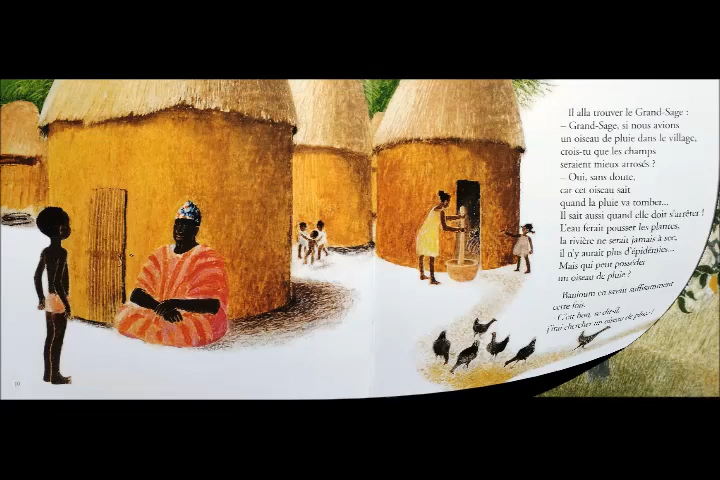 Il alla trouver le Grand-Sage :
– Grand-Sage, si nous avions
un oiseau de pluie dans le village,
crois-tu que les champs
seraient mieux arrosés ?
– Oui, sans doute,
car cet oiseau sait
quand la pluie va tomber...
Il sait aussi quand elle doit s'arrêter !
L'eau ferait pousser les plantes,
la rivière ne serait jamais à sec,
il n'y aurait plus d'épidémies...
Mais qui peut posséder
un oiseau de pluie ?
en savait suffisamment
cette fois.
– C'est bon, se dit-il,
j'irai chercher un oiseau de pluie !
10